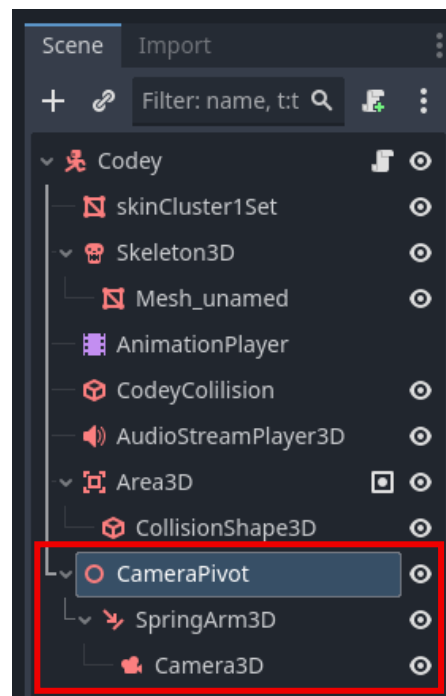 Scene Import
Filter: name, t:t
Codey
skinCluster1Set
Skeleton3D
Mesh_unamed
AnimationPlayer
CodeyColilision
AudioStreamPlayer3D
Area3D
CollisionShape3D
CameraPivot
SpringArm3D
Camera3D